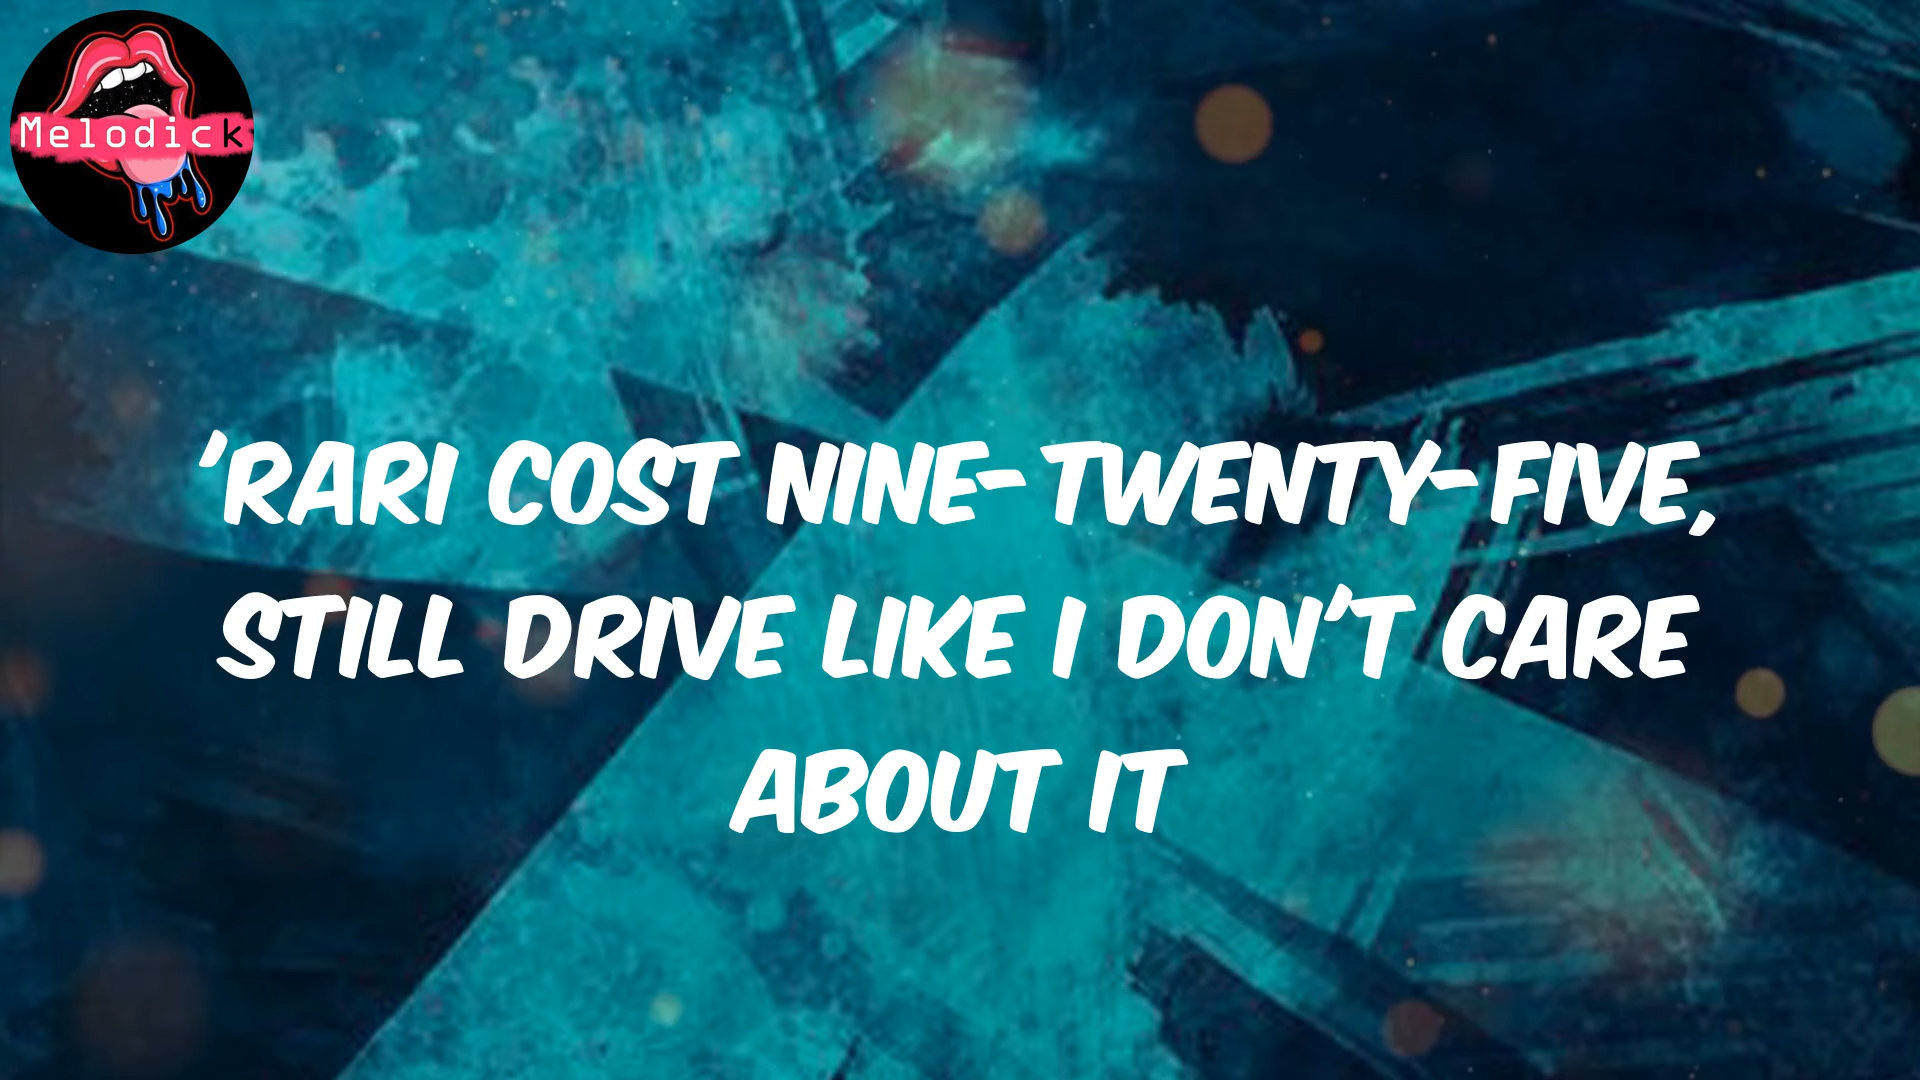 Melodick
'RARI COST NINE-TWENTY-FIVE,
STILL DRIVE LIKE I DON'T CARE
ABOUT IT